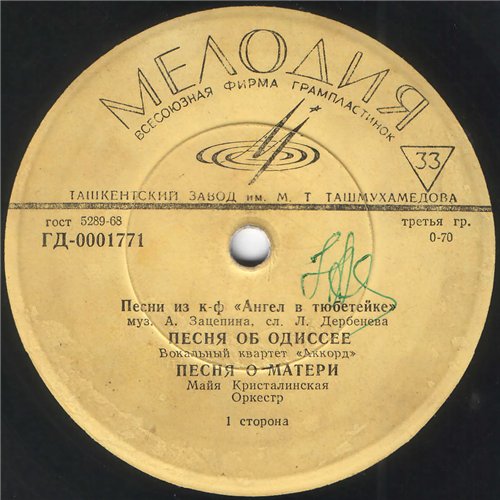 МЕЛОДИЯ
ВСЕСОЮЗНАЯ ФИРМА ГРАМПЛАСТИНОК
33
ТАШКЕНТСКИЙ ЗАВОД им. М. Т ТАШМУХАМЕДОВА
гост 5289-68
третья гр.
ГД-0001771
0-70
Песни из к-ф «Ангел в тюбетейке»
муз. А. Зацепина, сл. Л. Дербенева
ПЕСНЯ ОБ ОДИССЕЕ
Вокальный квартет «Аккорд»
ПЕСНЯ О МАТЕРИ
Майя Кристалинская
Оркестр
1 сторона